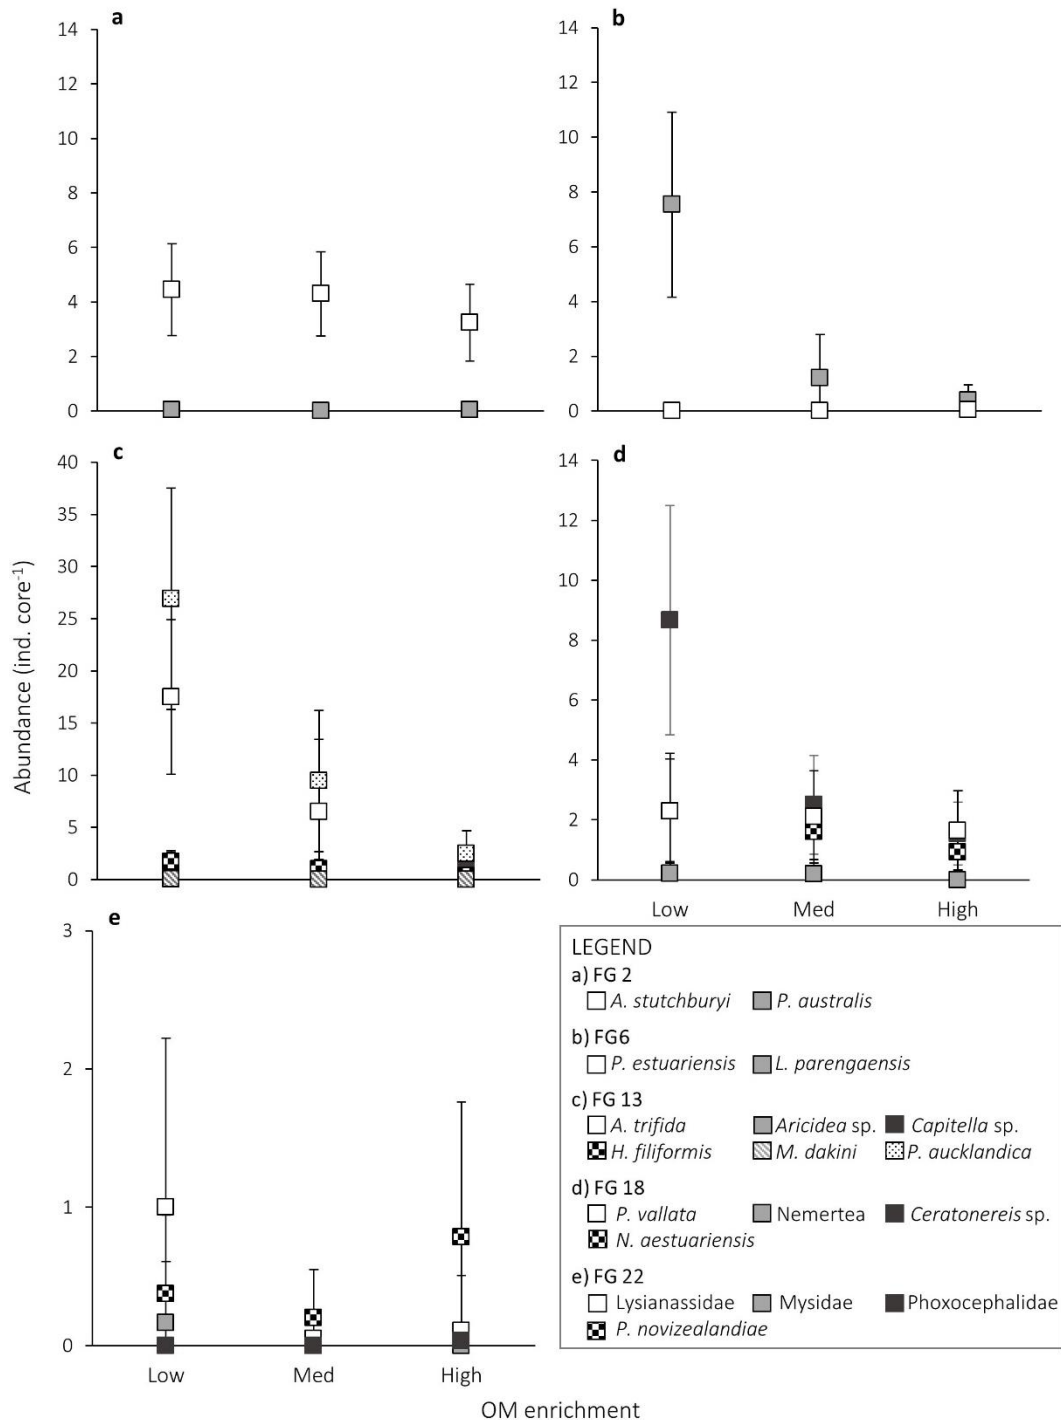 a
14
12
10
8
6
4
2
0
b
14
12
10
8
6
4
2
0
c
40
35
30
25
20
15
10
5
0
d
14
12
10
8
6
4
2
0
Low Med High
Abundance (ind. core⁻¹)
e
3
2
1
0
Low Med High
OM enrichment
LEGEND
a) FG 2
A. stutchburyi P. australis
b) FG6
P. estuariensis L. parengaensis
c) FG 13
A. trifida Aricidea sp. Capitella sp.
H. filiformis M. dakini P. aucklandica
d) FG 18
P. vallata Nemertea Ceratonereis sp.
N. aestuariensis
e) FG 22
Lysianassidae Mysidae Phoxocephalidae
P. novizealandiae